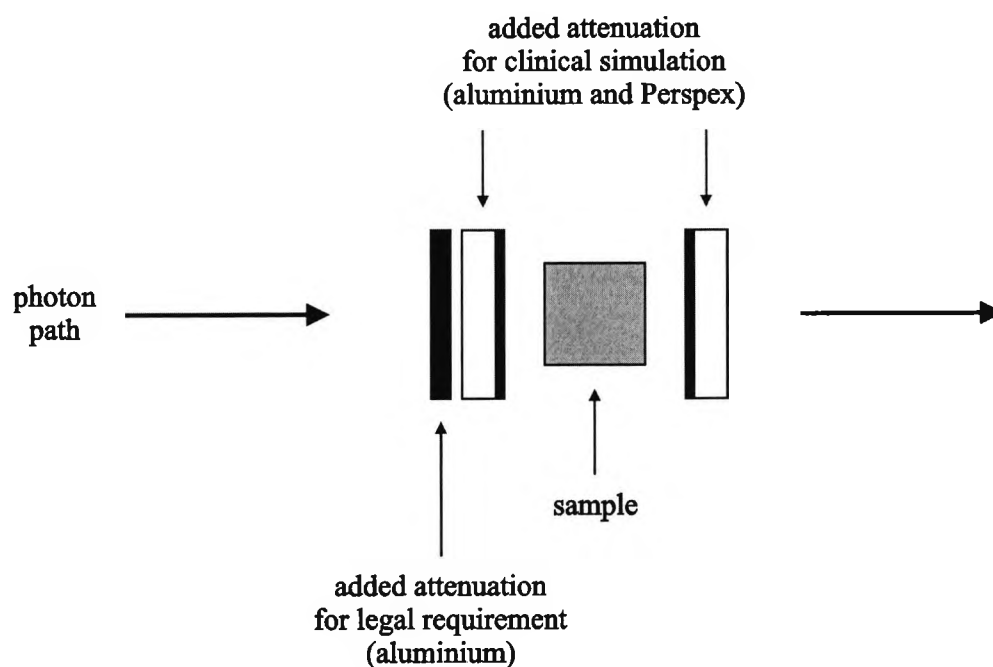 added attenuation
for clinical simulation
(aluminium and Perspex)
photon
path
sample
added attenuation
for legal requirement
(aluminium)